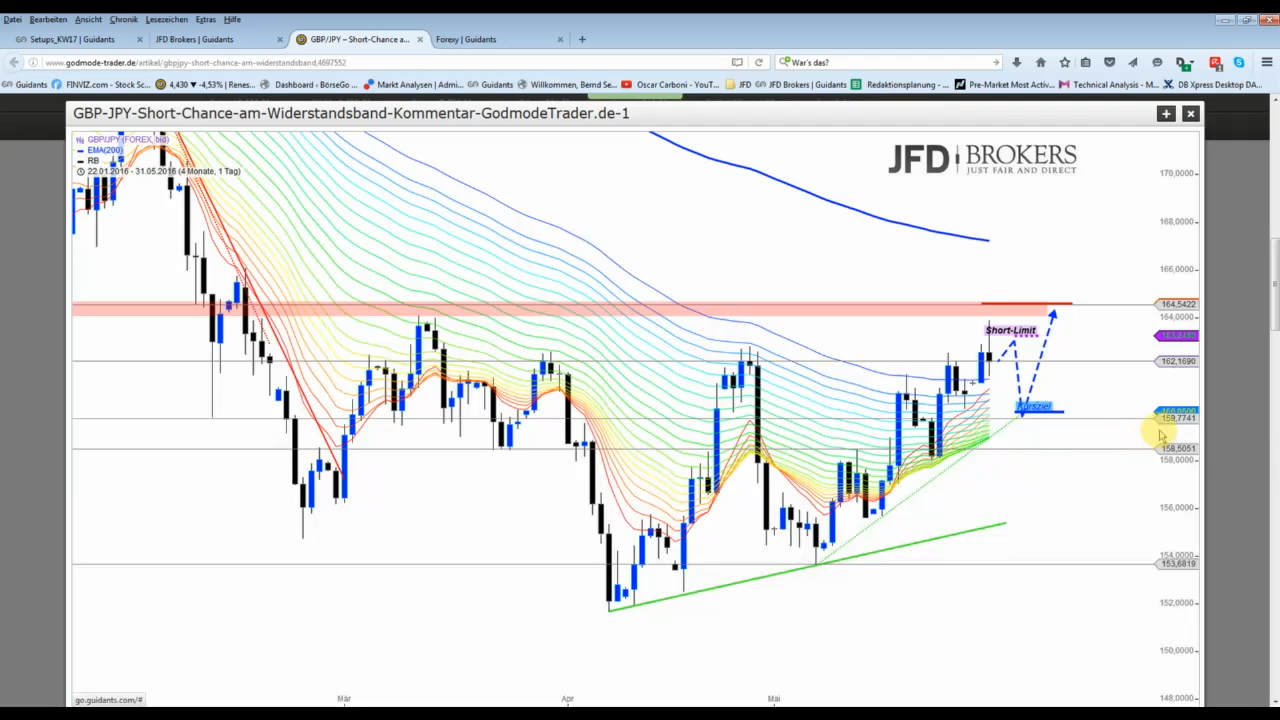 Datei Bearbeiten Ansicht Chronik Lesezeichen Extras Hilfe
Setups_KW17 | Guidants
JFD Brokers | Guidants
GBP/JPY – Short-Chance a...
Forexy | Guidants
www.godmode-trader.de/artikel/gbpjpy-short-chance-am-widerstandsband,4697552
War's das?
Guidants
FINVIZ.com - Stock Sc...
4,430 ▼ -4,53% | Renes...
Dashboard ‹ BörseGo ...
Markt Analysen | Admi...
Guidants
Willkommen, Bernd Se...
Oscar Carboni - YouT...
JFD
JFD Brokers | Guidants
Redaktionsplanung - ...
Pre-Market Most Activ...
Technical Analysis - M...
DB Xpress Desktop DA...
GBP-JPY-Short-Chance-am-Widerstandsband-Kommentar-GodmodeTrader.de-1
GBP/JPY (FOREX, bid)
EMA(200)
RB
22.01.2016 - 31.05.2016 (4 Monate, 1 Tag)
JFD BROKERS
JUST FAIR AND DIRECT
170,0000
168,0000
166,0000
164,5422
164,0000
Short-Limit
162,1690
Kursziel
159,7741
158,5051
158,0000
156,0000
154,0000
153,6819
152,0000
150,0000
148,0000
Mär
Apr
Mai
go.guidants.com/#